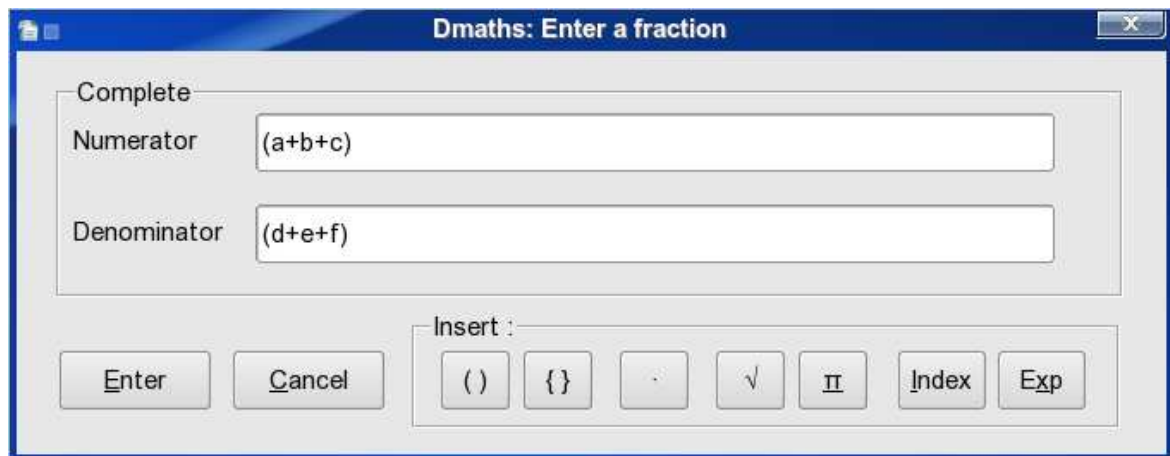 Dmaths: Enter a fraction
X
Complete
Numerator (a+b+c)
Denominator (d+e+f)
Insert :
Enter Cancel ( ) { } · √ π Index Exp